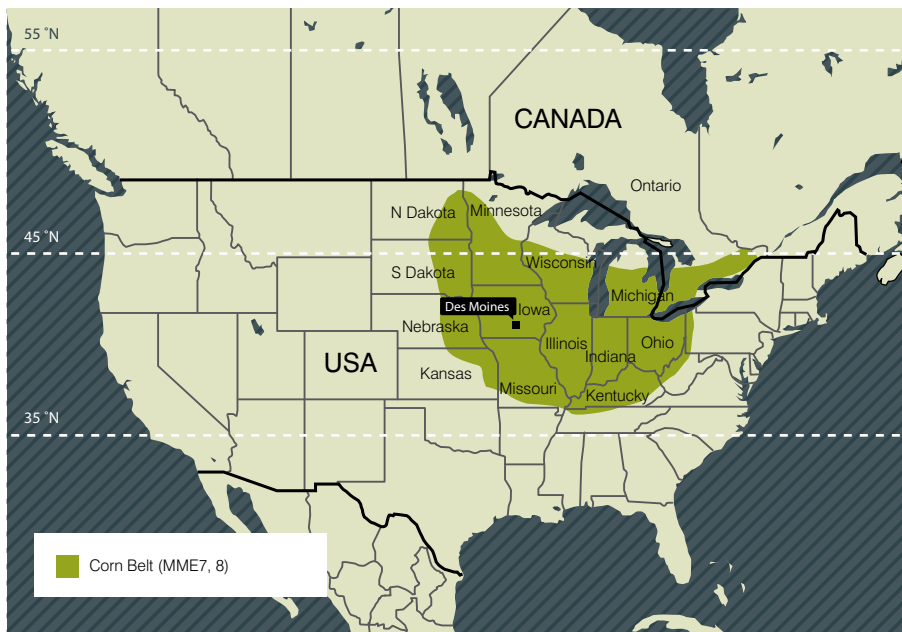 55 °N
CANADA
Ontario
N Dakota
Minnesota
45 °N
Wisconsin
S Dakota
Michigan
Des Moines
Iowa
Nebraska
Illinois
Ohio
Indiana
USA
Kansas
Missouri
Kentucky
35 °N
Corn Belt (MME7, 8)